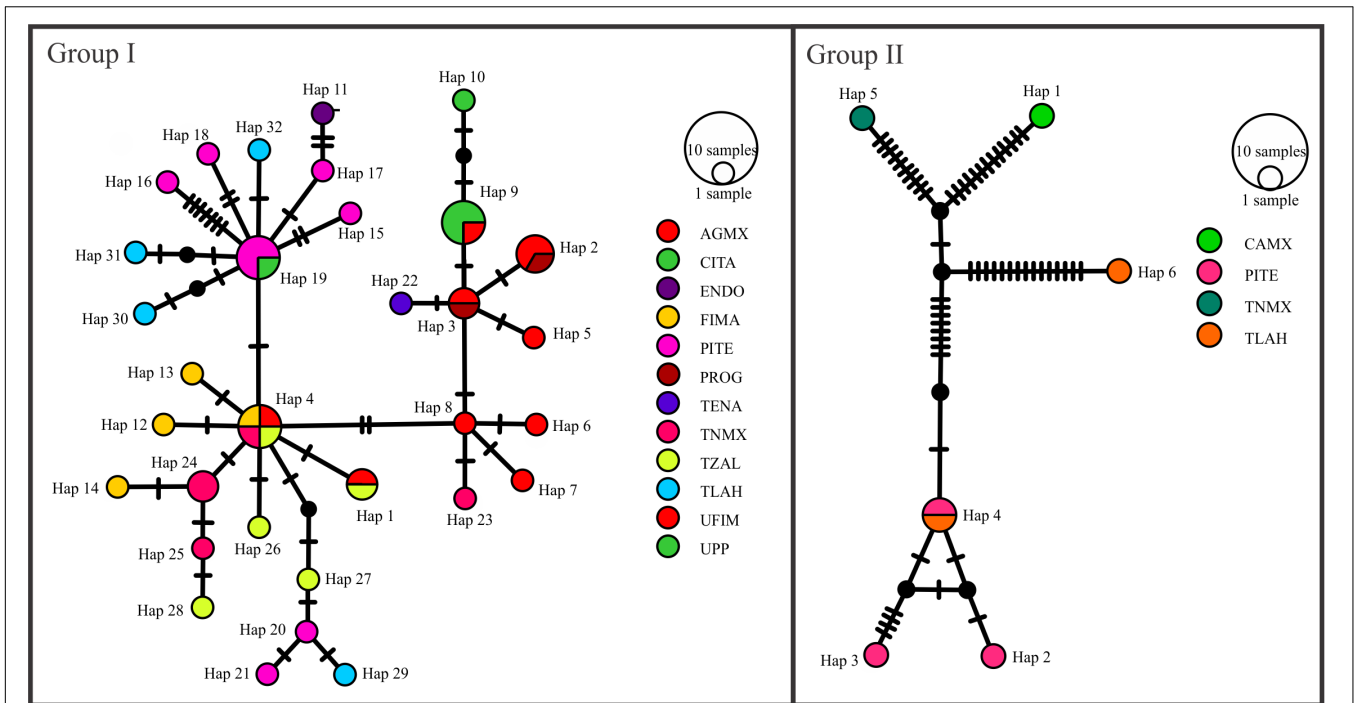 Group I
Group II
Hap 10
Hap 11
Hap 5
Hap 1
Hap 18
Hap 32
10 samples
10 samples
Hap 16
Hap 17
Hap 9
1 sample
1 sample
Hap 15
AGMX
CAMX
Hap 31
Hap 2
CITA
PITE
Hap 19
Hap 22
ENDO
Hap 6
TNMX
Hap 30
Hap 3
FIMA
TLAH
Hap 5
PITE
Hap 13
PROG
Hap 4
Hap 8
TENA
Hap 12
Hap 6
TNMX
Hap 24
TZAL
Hap 14
Hap 7
TLAH
Hap 1
Hap 23
UFIM
Hap 4
Hap 26
Hap 25
UPP
Hap 27
Hap 28
Hap 20
Hap 21
Hap 29
Hap 3
Hap 2